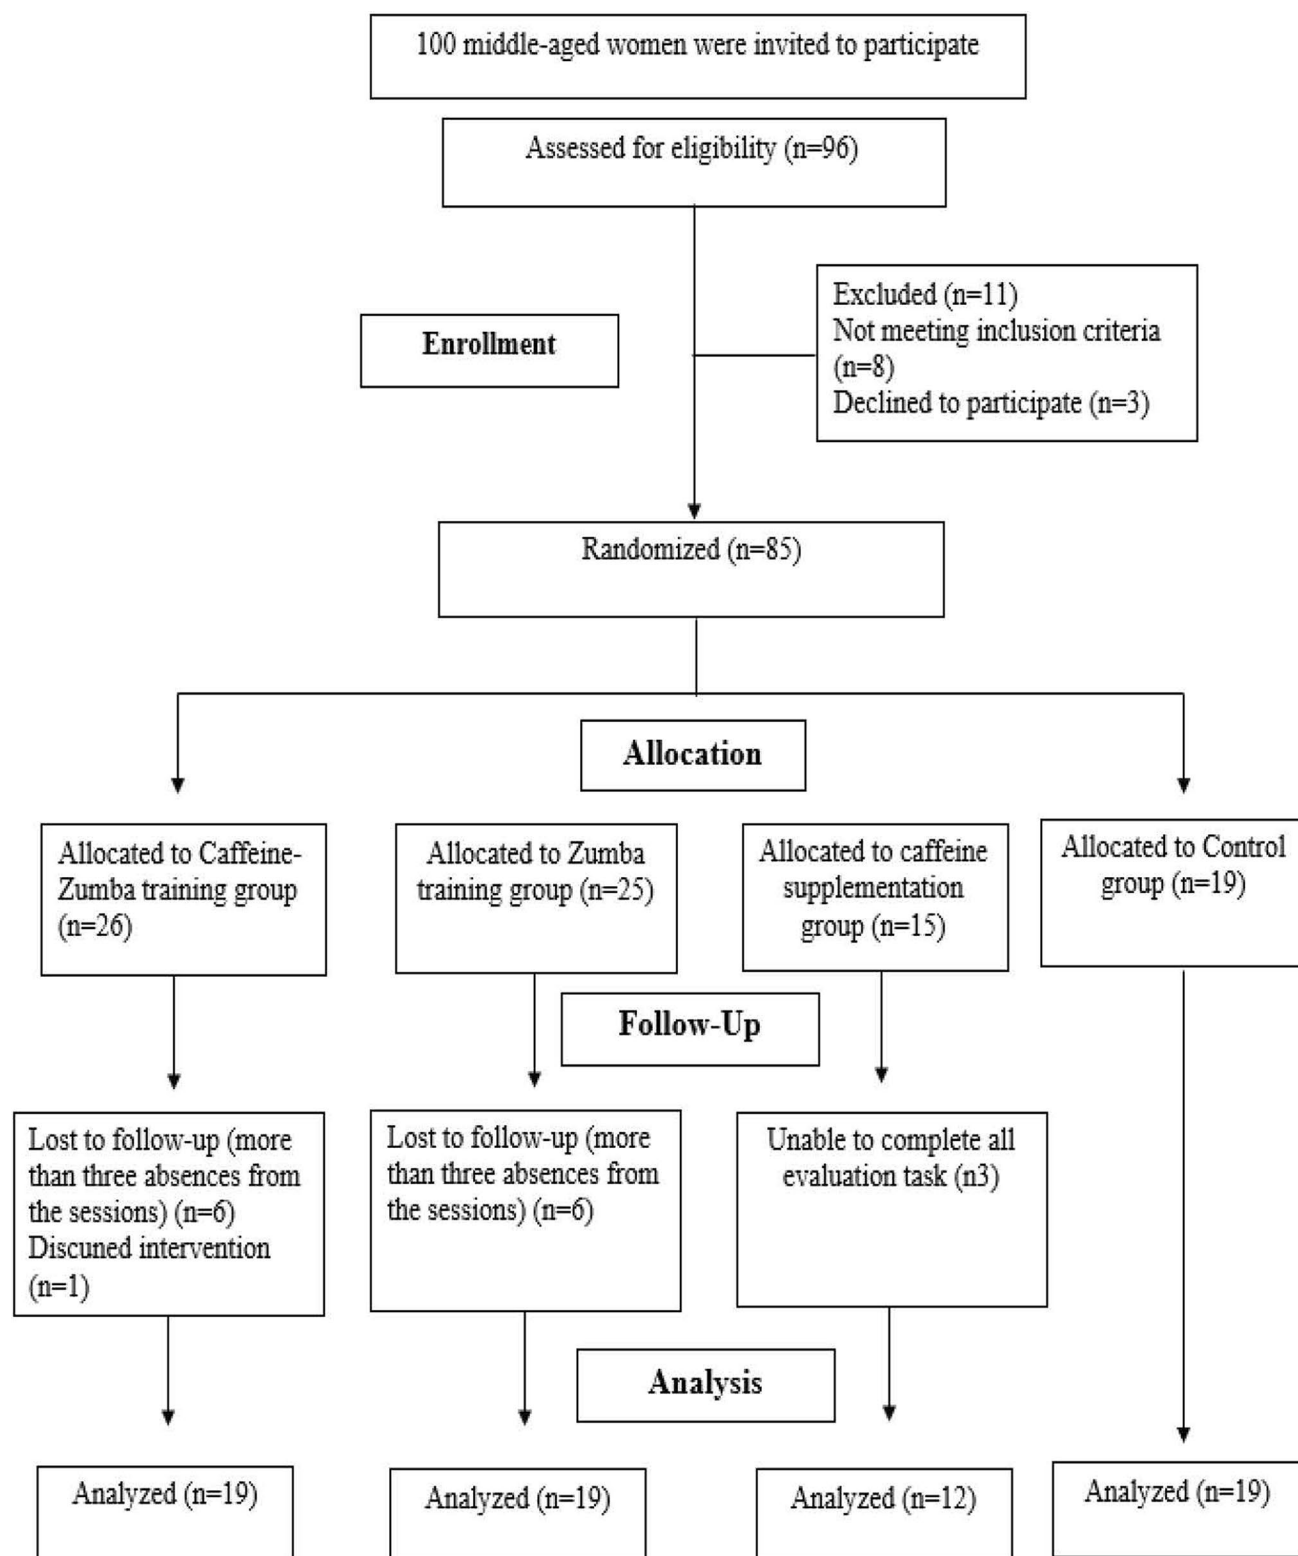 100 middle-aged women were invited to participate
Assessed for eligibility (n=96)
Excluded (n=11)
Not meeting inclusion criteria
(n=8)
Declined to participate (n=3)
Enrollment
Randomized (n=85)
Allocation
Allocated to Caffeine-
Zumba training group
(n=26)
Allocated to Zumba
training group (n=25)
Allocated to caffeine
supplementation
group (n=15)
Allocated to Control
group (n=19)
Follow-Up
Lost to follow-up (more
than three absences from
the sessions) (n=6)
Discuned intervention
(n=1)
Lost to follow-up (more
than three absences from
the sessions) (n=6)
Unable to complete all
evaluation task (n3)
Analysis
Analyzed (n=19)
Analyzed (n=19)
Analyzed (n=12)
Analyzed (n=19)